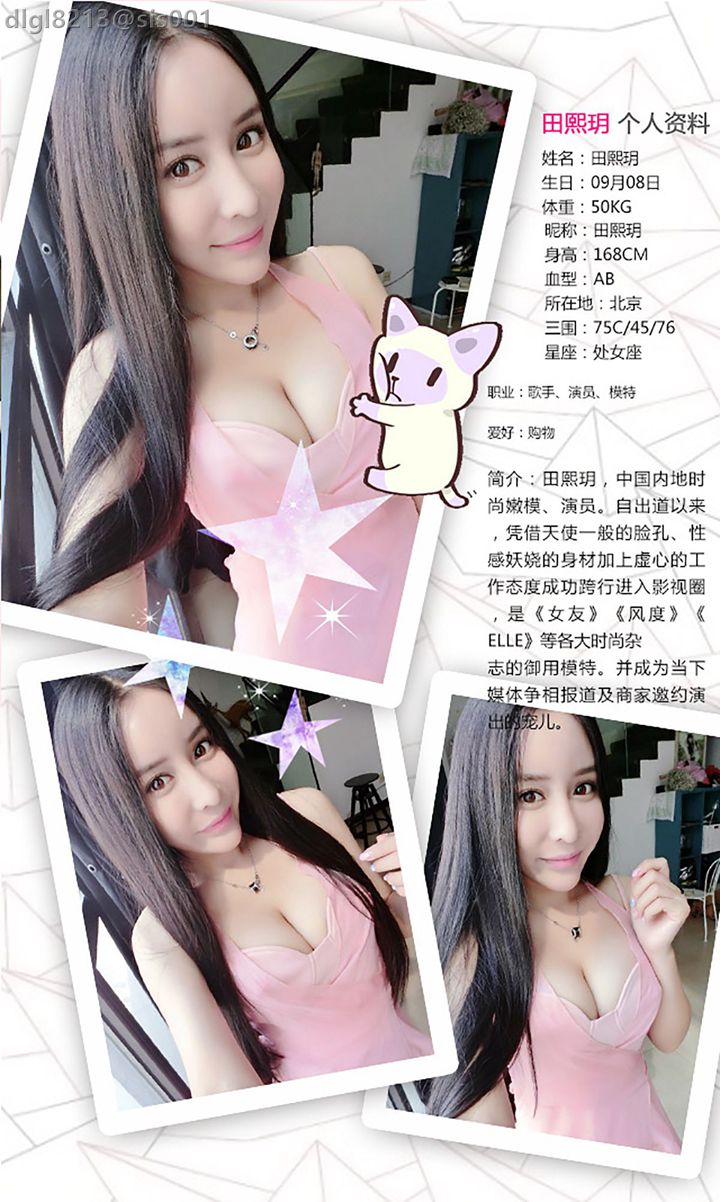 dlgl8213@sis001
田熙玥 个人资料
姓名：田熙玥
生日：09月08日
体重：50KG
昵称：田熙玥
身高：168CM
血型：AB
所在地：北京
三围：75C/45/76
星座：处女座
职业：歌手、演员、模特
爱好：购物
简介：田熙玥，中国内地时
尚嫩模、演员。自出道以来
，凭借天使一般的脸孔、性
感妖娆的身材加上虚心的工
作态度成功跨行进入影视圈
，是《女友》《风度》《
ELLE》等各大时尚杂
志的御用模特。并成为当下
媒体争相报道及商家邀约演
出的宠儿。